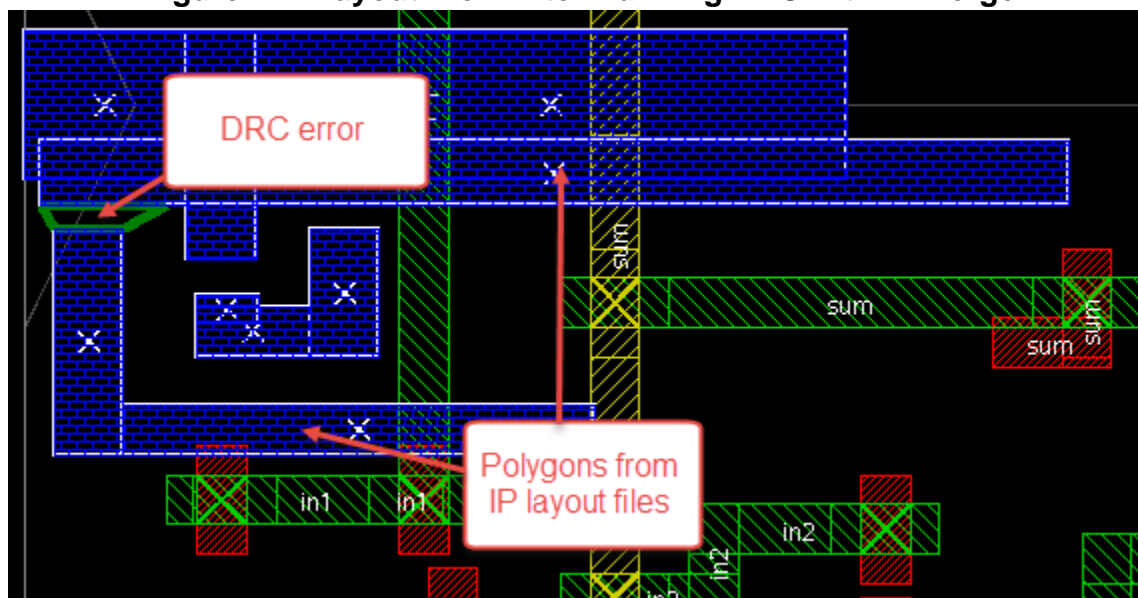 DRC error
sum
sum
sum
sum
Polygons from
IP layout files
in1
in1
in2
in2